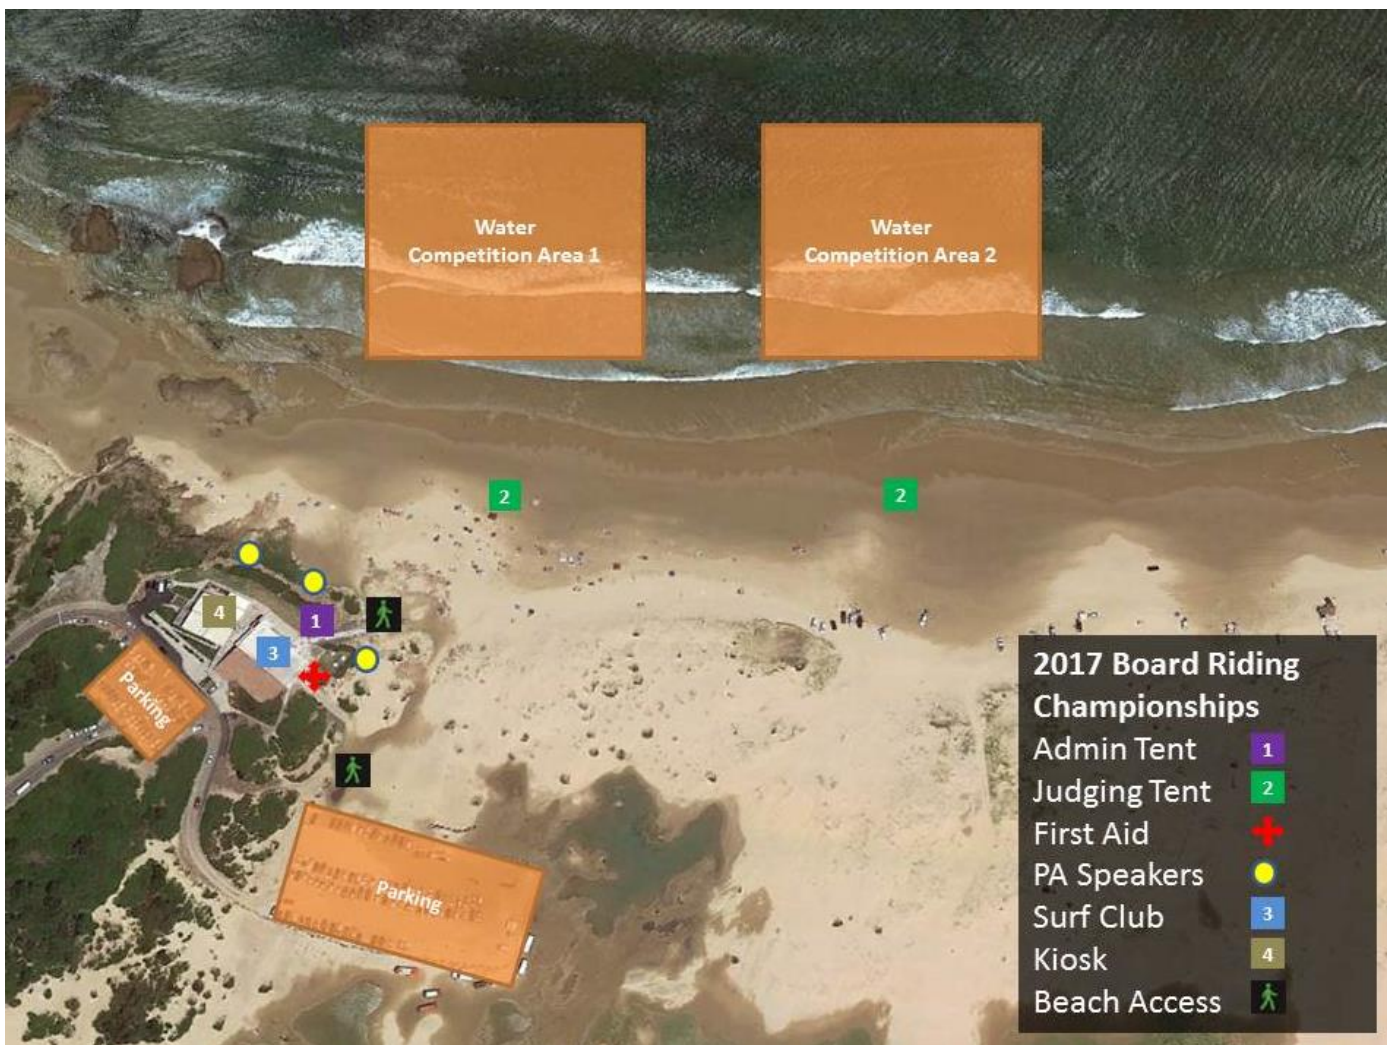 Water
Competition Area 1
Water
Competition Area 2
2
2
4
1
3
Parking
Parking
2017 Board Riding
Championships
Admin Tent 1
Judging Tent 2
First Aid
PA Speakers
Surf Club 3
Kiosk 4
Beach Access